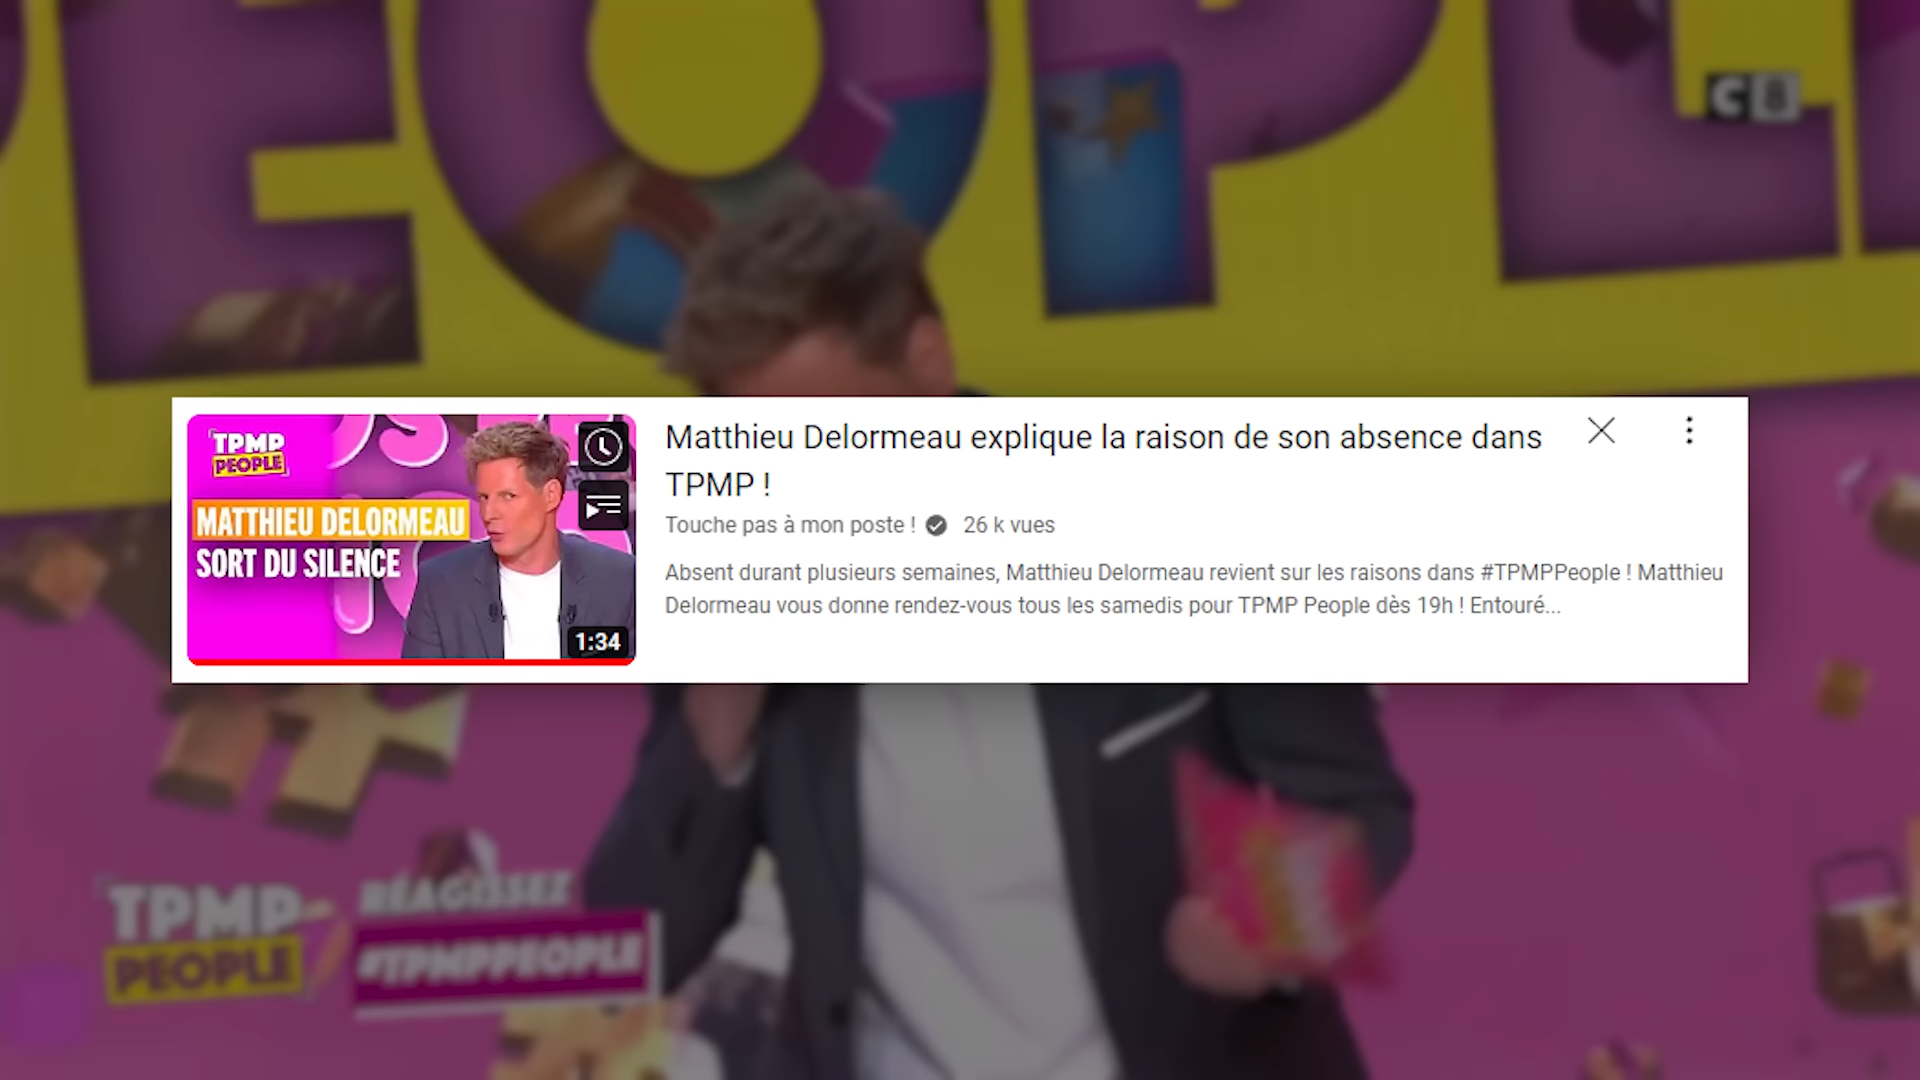 PEOPLE
C8
TPMP
PEOPLE
MATTHIEU DELORMEAU
SORT DU SILENCE
1:34
Matthieu Delormeau explique la raison de son absence dans
TPMP !
Touche pas à mon poste ! 26 k vues
Absent durant plusieurs semaines, Matthieu Delormeau revient sur les raisons dans #TPMPPeople ! Matthieu
Delormeau vous donne rendez-vous tous les samedis pour TPMP People dès 19h ! Entouré...
TPMP
PEOPLE
RÉAGISSEZ
#TPMPPEOPLE